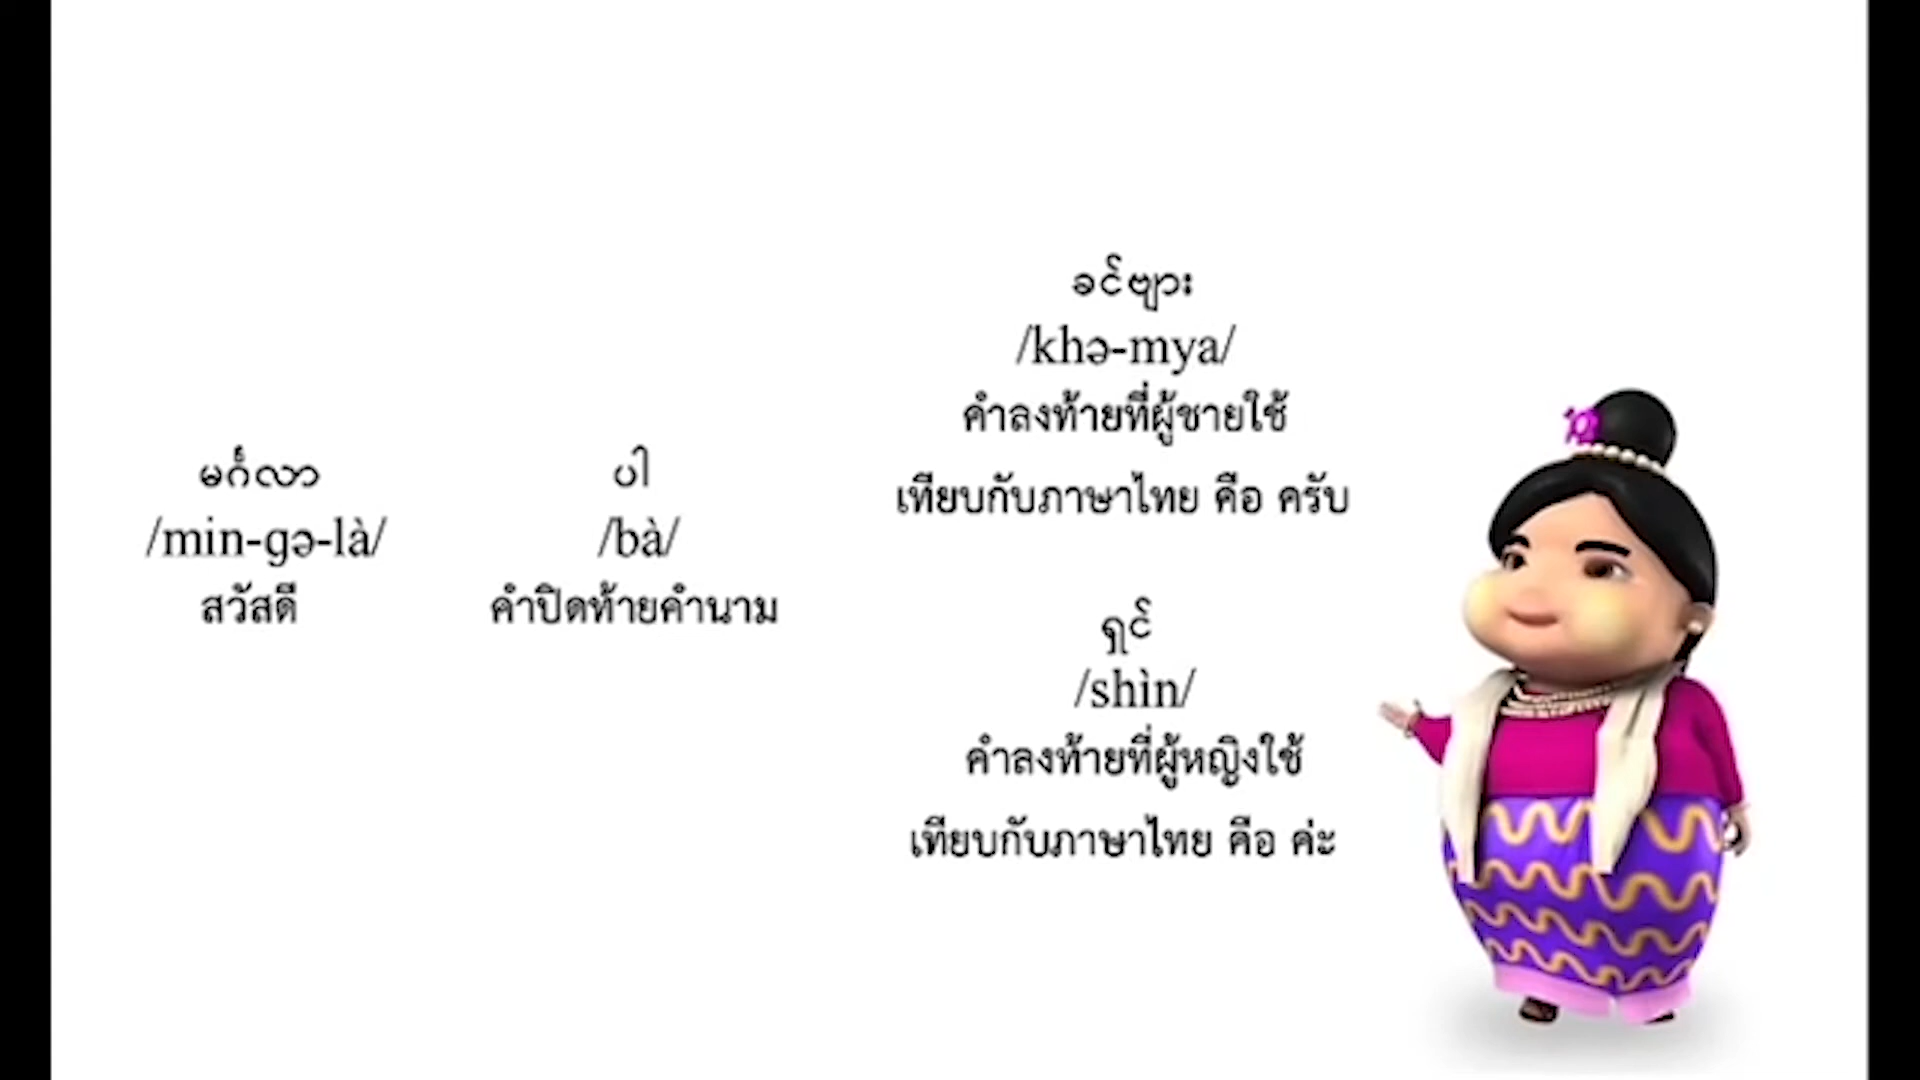 မင်္ဂလာ
/min-gə-là/
สวัสดี
ပါ
/bà/
คำปิดท้ายคำนาม
ခင်ဗျား
/khə-mya/
คำลงท้ายที่ผู้ชายใช้
เทียบกับภาษาไทย คือ ครับ
ရှင်
/shìn/
คำลงท้ายที่ผู้หญิงใช้
เทียบกับภาษาไทย คือ ค่ะ